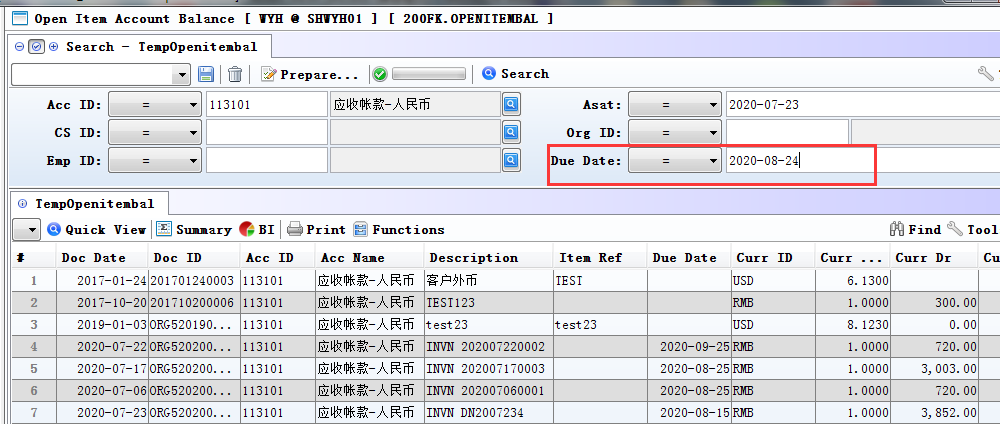 Open Item Account Balance [ WYH @ SHWYH01 ] [ 200FK.OPENITEMBAL ]
Search - TempOpenitembal
Prepare... Search
Acc ID: = 113101 应收帐款-人民币 Asat: = 2020-07-23
CS ID: = Org ID: =
Emp ID: = Due Date: = 2020-08-24
TempOpenitembal
Quick View Summary BI Print Functions Find Tool
# Doc Date Doc ID Acc ID Acc Name Description Item Ref Due Date Curr ID Curr ... Curr Dr Cu
1 2017-01-24 201701240003 113101 应收帐款-人民币 客户外币 TEST USD 6.1300
2 2017-10-20 201710200006 113101 应收帐款-人民币 TEST123 RMB 1.0000 300.00
3 2019-01-03 ORG520190... 113101 应收帐款-人民币 test23 test23 USD 8.1230 0.00
4 2020-07-22 ORG520200... 113101 应收帐款-人民币 INVN 202007220002 2020-09-25 RMB 1.0000 720.00
5 2020-07-17 ORG520200... 113101 应收帐款-人民币 INVN 202007170003 2020-08-25 RMB 1.0000 3,003.00
6 2020-07-06 ORG520200... 113101 应收帐款-人民币 INVN 202007060001 2020-08-25 RMB 1.0000 720.00
7 2020-07-23 ORG520200... 113101 应收帐款-人民币 INVN DN2007234 2020-08-15 RMB 1.0000 3,852.00